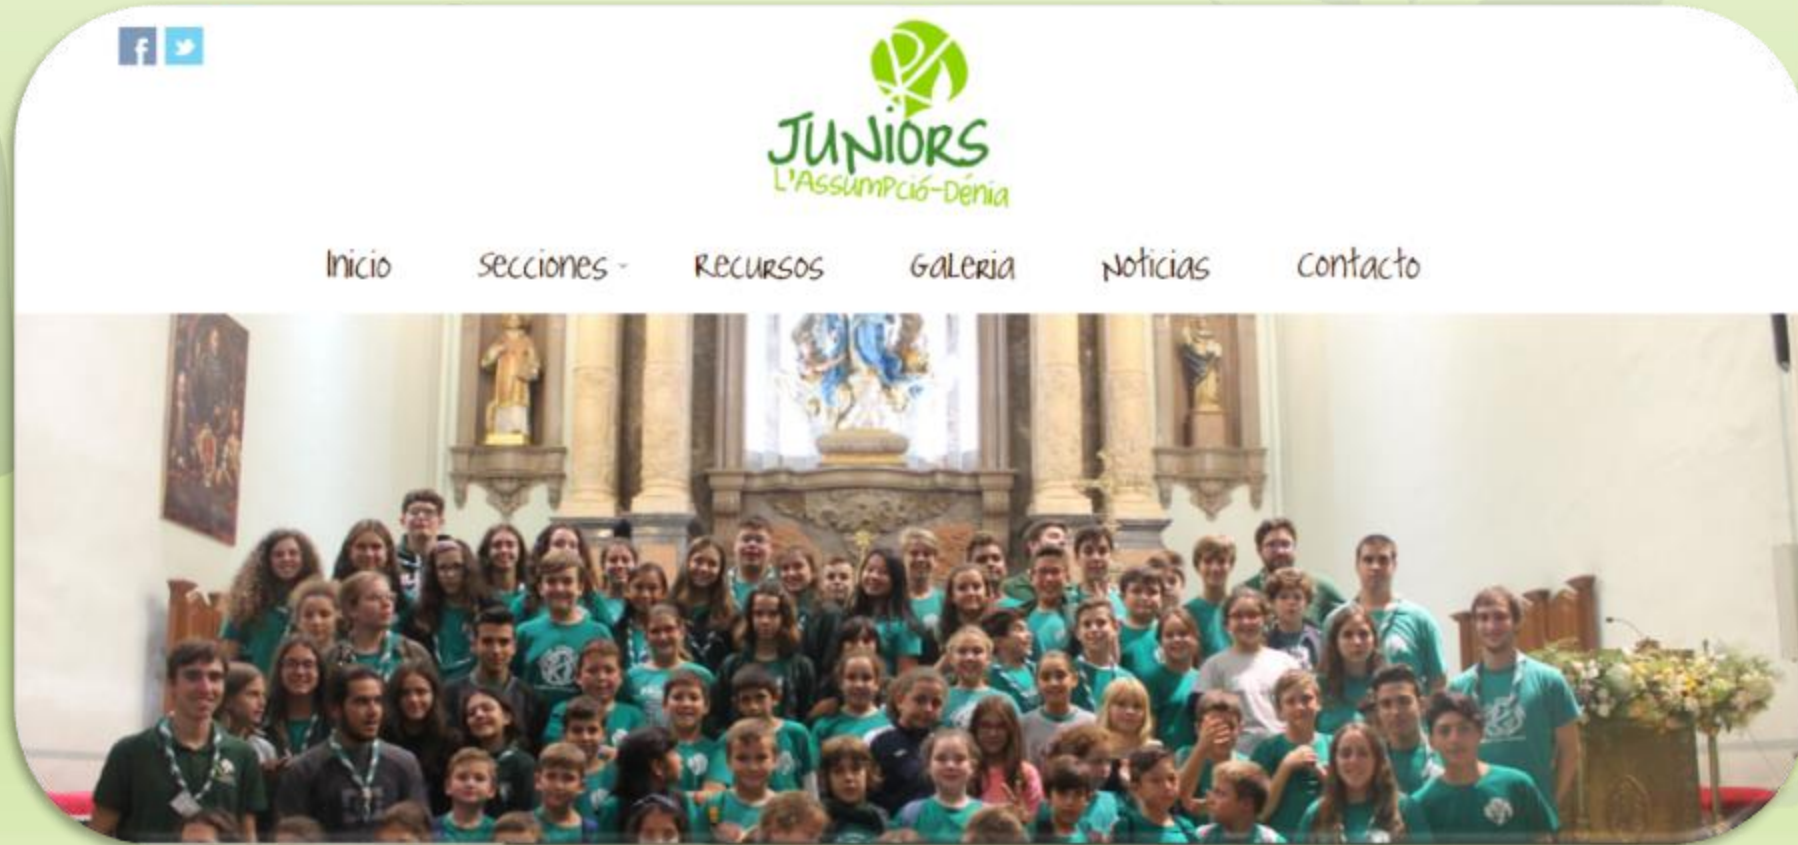 JUNIORS
L'Assumpció-Dénia
Inicio Secciones Recursos Galeria Noticias Contacto